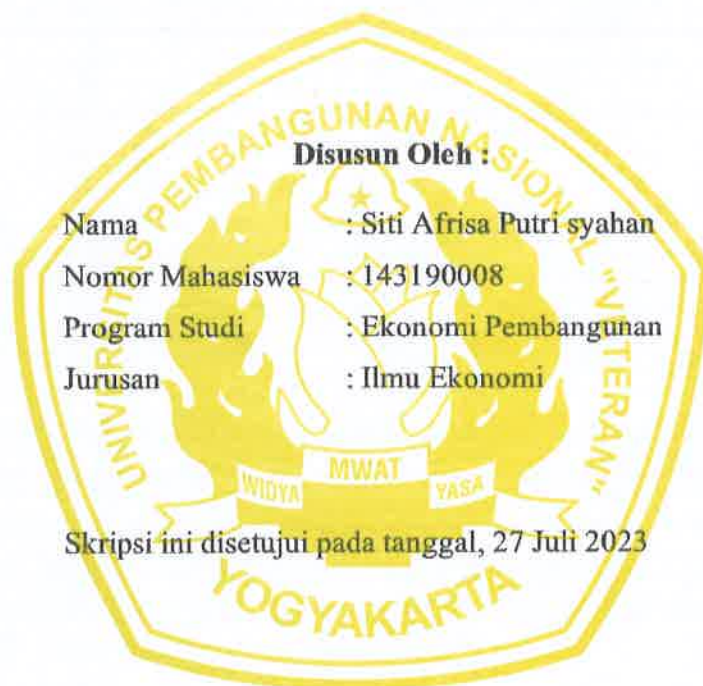 UNIVERSITAS PEMBANGUNAN NASIONAL "VETERAN"
Disusun Oleh :
Nama : Siti Afrisa Putri syahan
Nomor Mahasiswa : 143190008
Program Studi : Ekonomi Pembangunan
Jurusan : Ilmu Ekonomi
WIDYA MWAT YASA
Skripsi ini disetujui pada tanggal, 27 Juli 2023
YOGYAKARTA